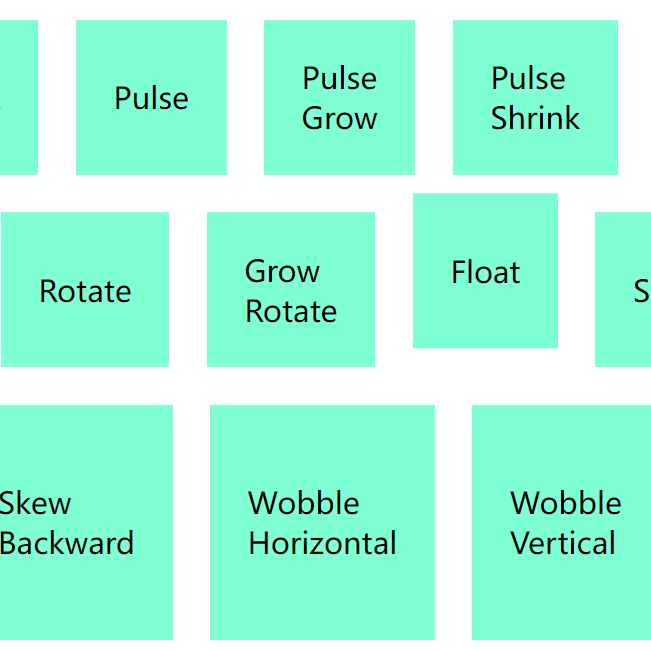 Pulse
Pulse
Grow
Pulse
Shrink
Rotate
Grow
Rotate
Float
Skew
Backward
Wobble
Horizontal
Wobble
Vertical